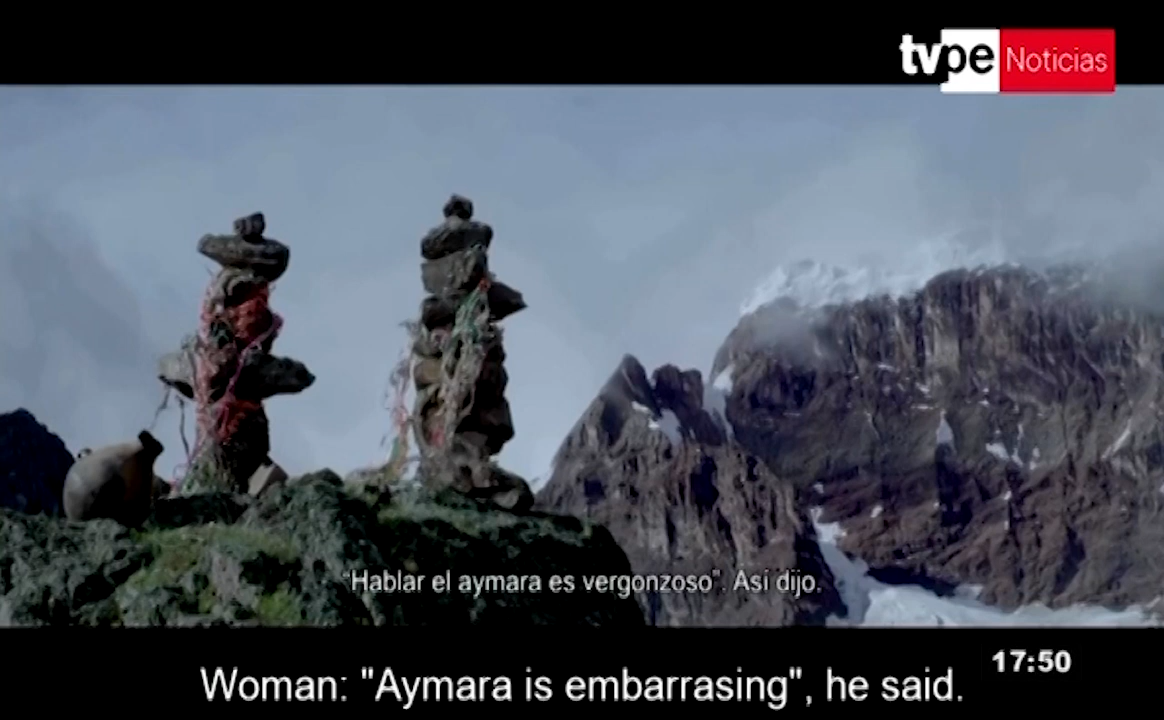 tvpe Noticias
"Hablar el aymara es vergonzoso". Así dijo.
17:50
Woman: "Aymara is embarrasing", he said.